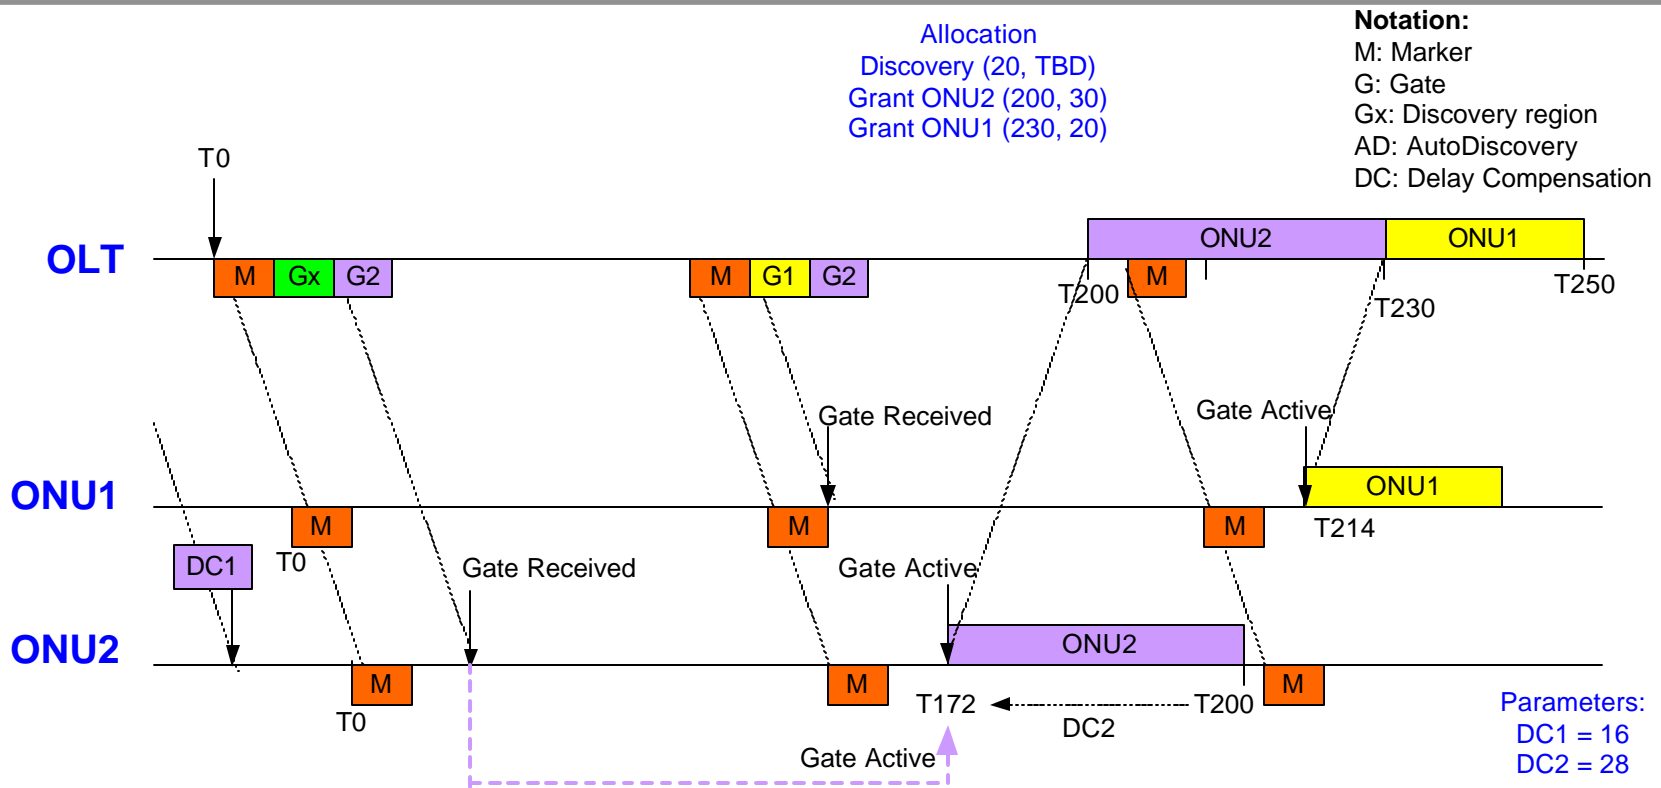 Allocation
Discovery (20, TBD)
Grant ONU2 (200, 30)
Grant ONU1 (230, 20)
Notation:
M: Marker
G: Gate
Gx: Discovery region
AD: AutoDiscovery
DC: Delay Compensation
T0
OLT
M
Gx
G2
M
G1
G2
ONU2
ONU1
M
T200
T230
T250
Gate Received
Gate Active
ONU1
M
T0
M
M
ONU1
T214
DC1
Gate Received
Gate Active
ONU2
M
T0
M
ONU2
M
T172
T200
DC2
Gate Active
Parameters:
DC1 = 16
DC2 = 28